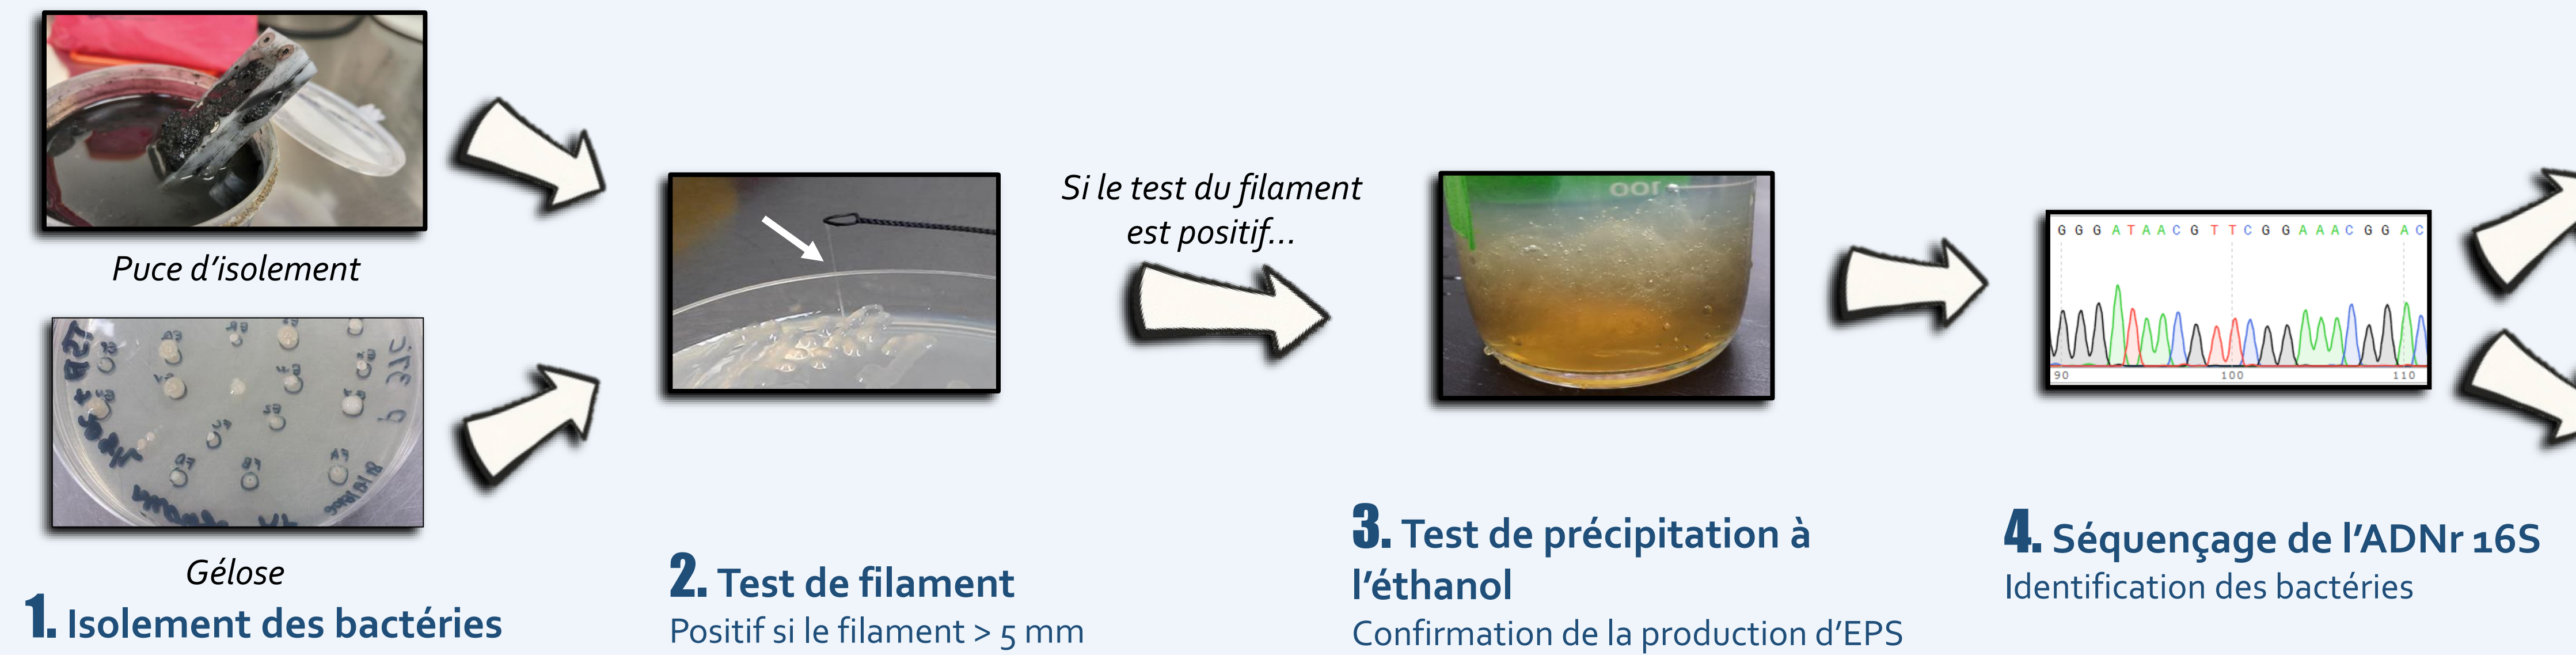 Puce d'isolement
Gélose
1. Isolement des bactéries
2. Test de filament
Positif si le filament > 5 mm
Si le test du filament
est positif...
3. Test de précipitation à
l'éthanol
Confirmation de la production d'EPS
G G G A T A A C G T T C G G A A A C G G A C
90 100 110
4. Séquençage de l'ADNr 16S
Identification des bactéries